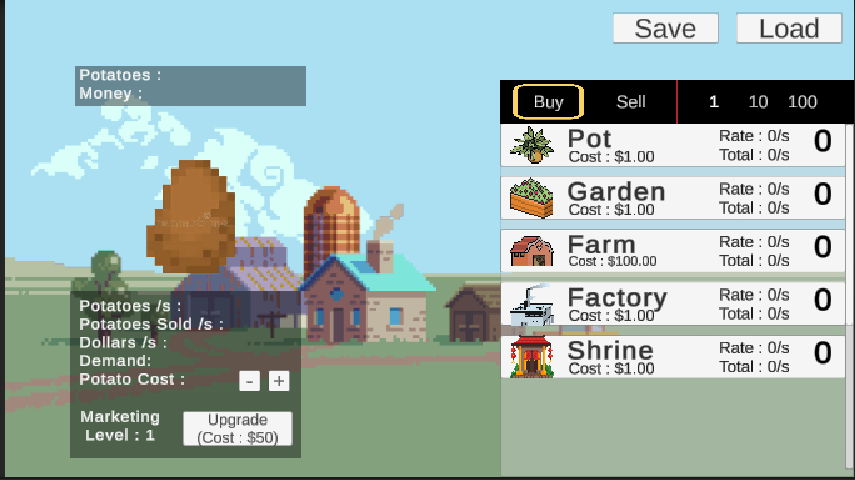 Save Load
Potatoes :
Money :
Buy Sell 1 10 100
Pot Rate : 0/s 0
Cost : $1.00 Total : 0/s
Garden Rate : 0/s 0
Cost : $1.00 Total : 0/s
Farm Rate : 0/s 0
Cost : $100.00 Total : 0/s
Factory Rate : 0/s 0
Cost : $1.00 Total : 0/s
Shrine Rate : 0/s 0
Cost : $1.00 Total : 0/s
Potatoes /s :
Potatoes Sold /s :
Dollars /s :
Demand:
Potato Cost : - +
Marketing
Level : 1
Upgrade
(Cost : $50)